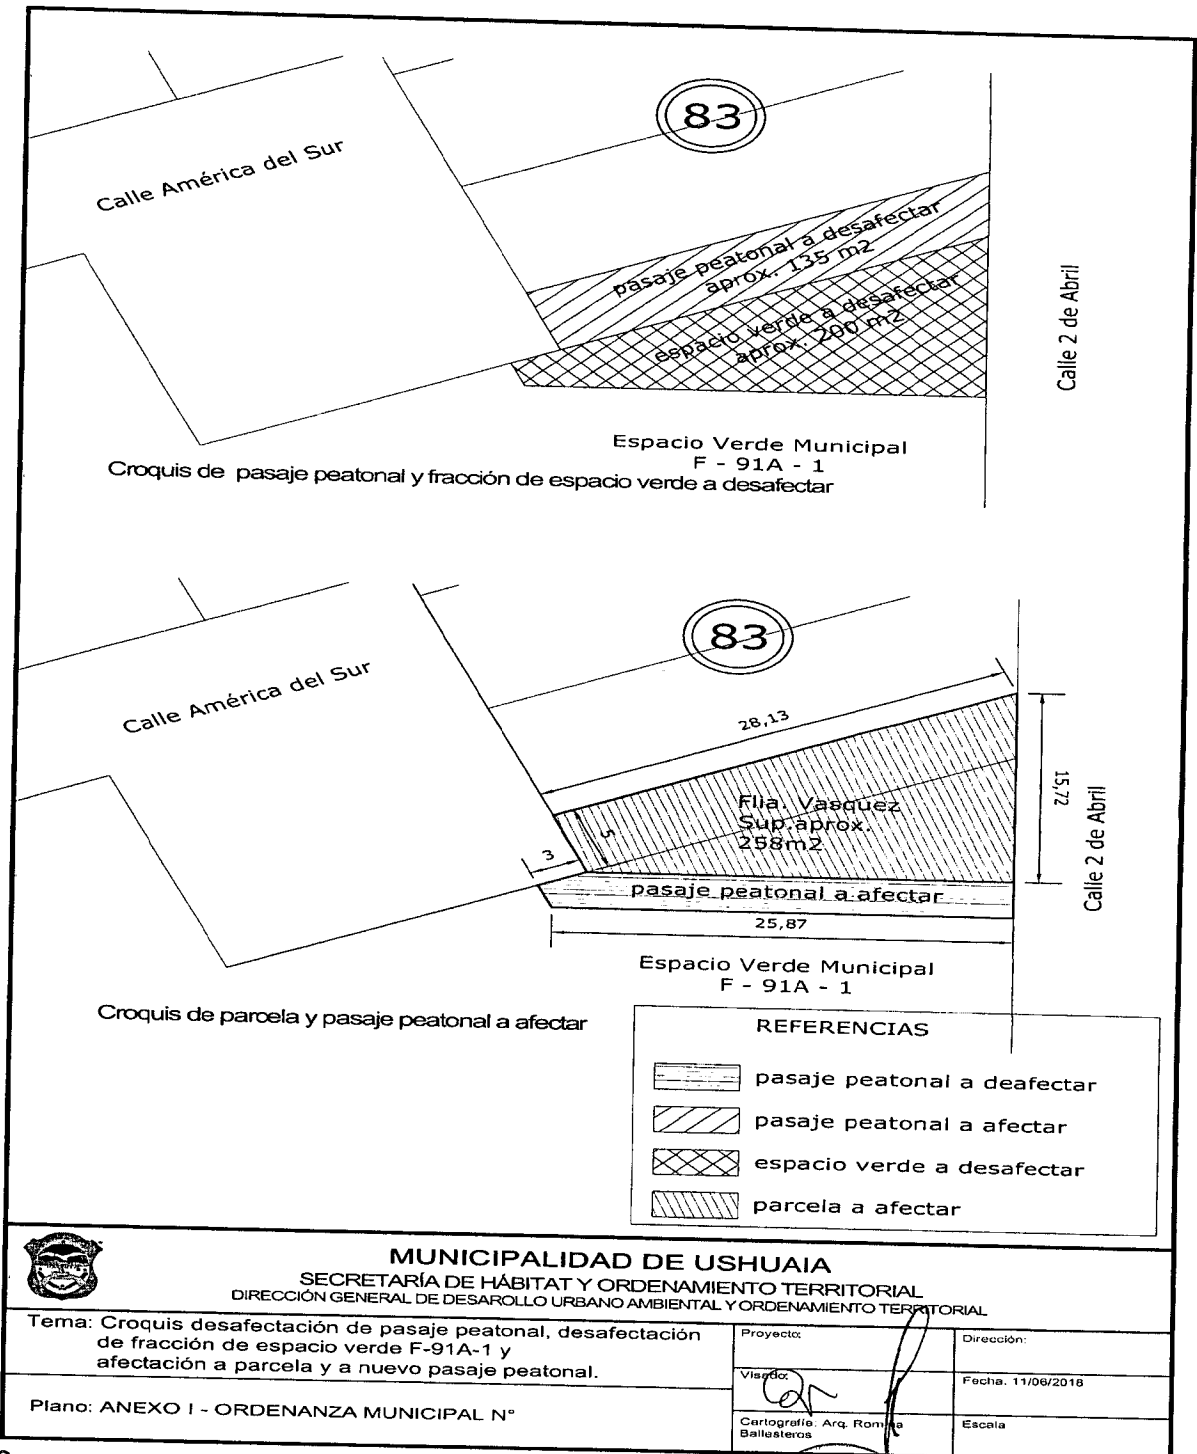 83
Calle América del Sur
pasaje peatonal a desafectar
aprox. 135 m2
espacio verde a desafectar
aprox. 200 m2
Calle 2 de Abril
Espacio Verde Municipal
F - 91A - 1
Croquis de pasaje peatonal y fracción de espacio verde a desafectar
83
Calle América del Sur
28,13
15,72
Flia. Vasquez
Sup.aprox.
258m2
5
3
Calle 2 de Abril
pasaje peatonal a afectar
25,87
Espacio Verde Municipal
F - 91A - 1
Croquis de parcela y pasaje peatonal a afectar
REFERENCIAS
pasaje peatonal a deafectar
pasaje peatonal a afectar
espacio verde a desafectar
parcela a afectar
MUNICIPALIDAD DE USHUAIA
SECRETARÍA DE HÁBITAT Y ORDENAMIENTO TERRITORIAL
DIRECCIÓN GENERAL DE DESAROLLO URBANO AMBIENTAL Y ORDENAMIENTO TERRITORIAL
Tema: Croquis desafectación de pasaje peatonal, desafectación
de fracción de espacio verde F-91A-1 y
afectación a parcela y a nuevo pasaje peatonal.
Plano: ANEXO I - ORDENANZA MUNICIPAL N°
Proyecto:
Dirección:
Visado:
Fecha. 11/06/2018
Cartografía: Arq. Romina
Ballesteros
Escala